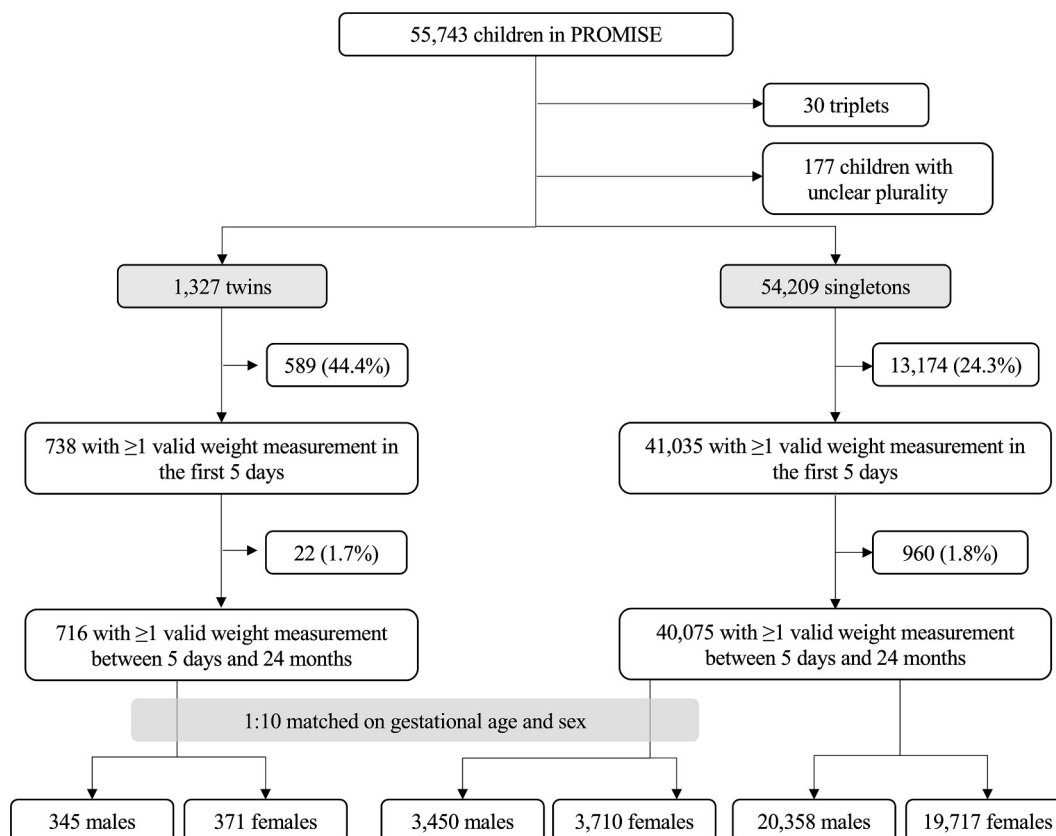 55,743 children in PROMISE
30 triplets
177 children with
unclear plurality
1,327 twins
54,209 singletons
589 (44.4%)
13,174 (24.3%)
738 with ≥1 valid weight measurement in
the first 5 days
41,035 with ≥1 valid weight measurement in
the first 5 days
22 (1.7%)
960 (1.8%)
716 with ≥1 valid weight measurement
between 5 days and 24 months
40,075 with ≥1 valid weight measurement
between 5 days and 24 months
1:10 matched on gestational age and sex
345 males
371 females
3,450 males
3,710 females
20,358 males
19,717 females